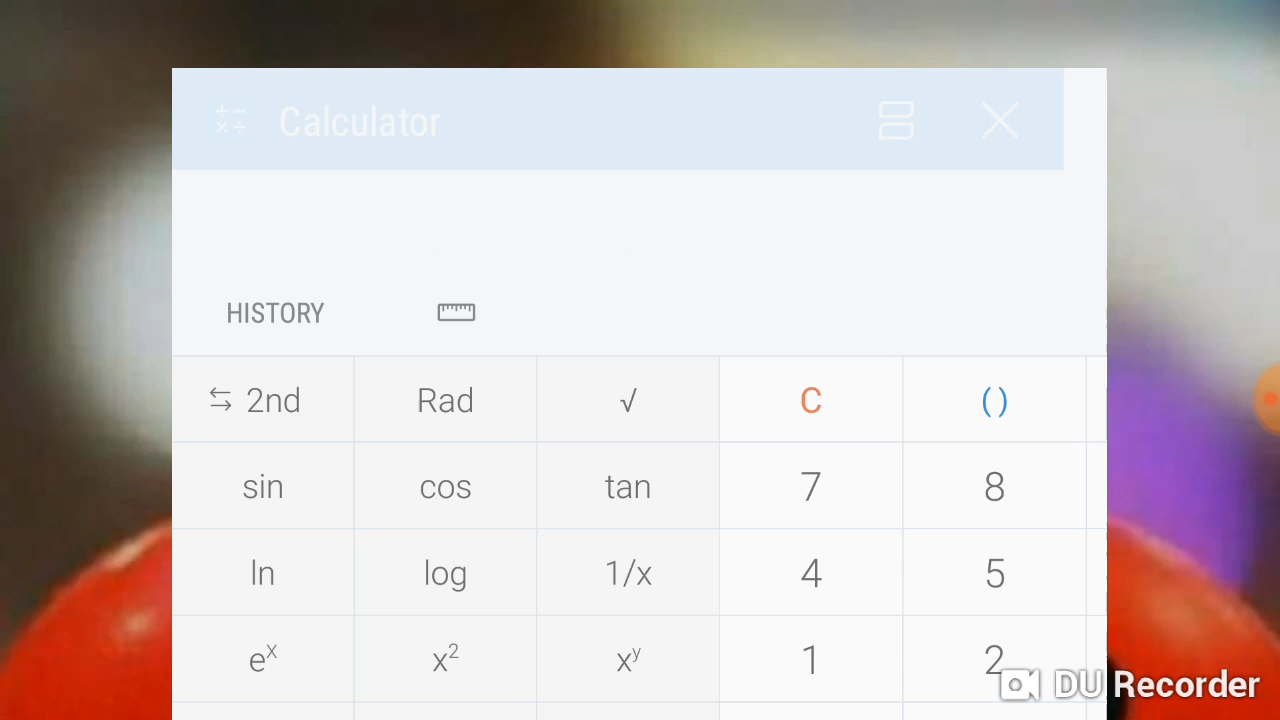 Calculator
HISTORY
2nd Rad √ C ()
sin cos tan 7 8
ln log 1/x 4 5
eˣ x² xʸ 1 2
DU Recorder